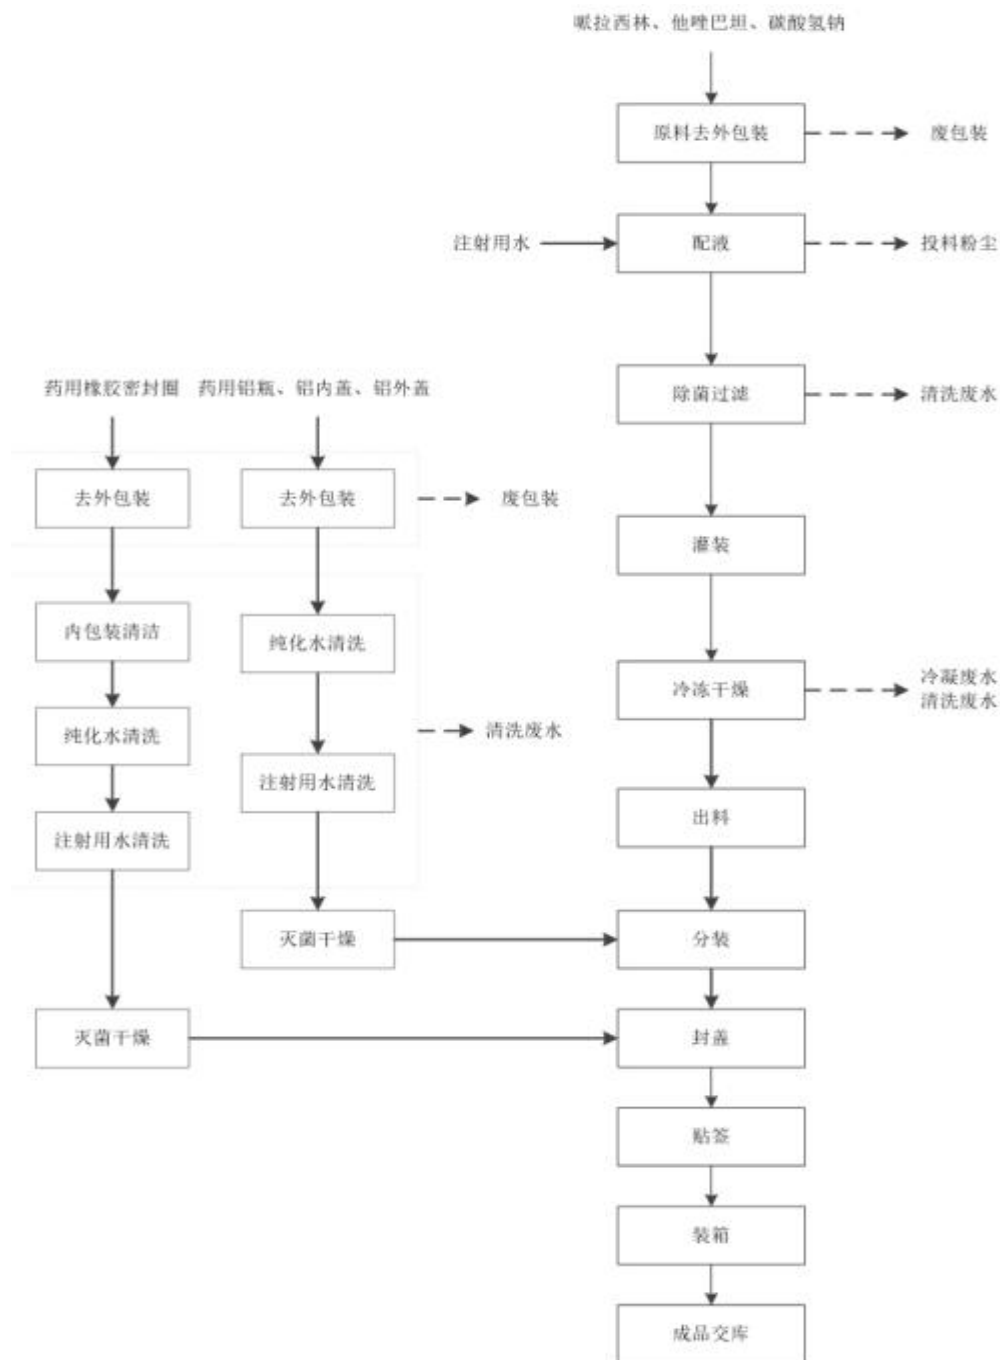 哌拉西林、他唑巴坦、碳酸氢钠
原料去外包装
废包装
注射用水
配液
投料粉尘
药用橡胶密封圈
药用铝瓶、铝内盖、铝外盖
除菌过滤
清洗废水
去外包装
去外包装
废包装
灌装
内包装清洁
纯化水清洗
冷冻干燥
冷凝废水
清洗废水
纯化水清洗
清洗废水
注射用水清洗
出料
注射用水清洗
灭菌干燥
分装
灭菌干燥
封盖
贴签
装箱
成品交库